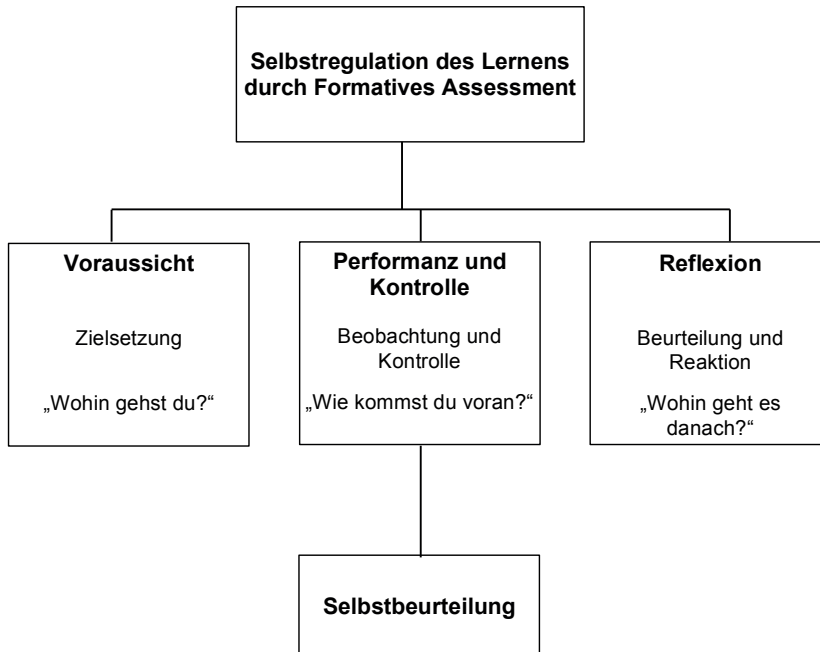 Selbstregulation des Lernens
durch Formatives Assessment
Voraussicht
Zielsetzung
„Wohin gehst du?“
Performanz und
Kontrolle
Beobachtung und
Kontrolle
„Wie kommst du voran?“
Reflexion
Beurteilung und
Reaktion
„Wohin geht es
danach?“
Selbstbeurteilung